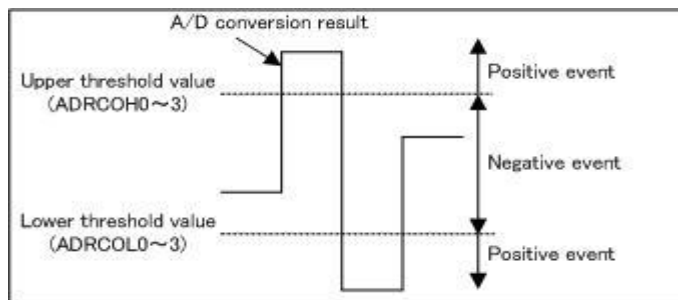 A/D conversion result
Upper threshold value
(ADRCOH0～3)
Positive event
Negative event
Lower threshold value
(ADRCOL0～3)
Positive event